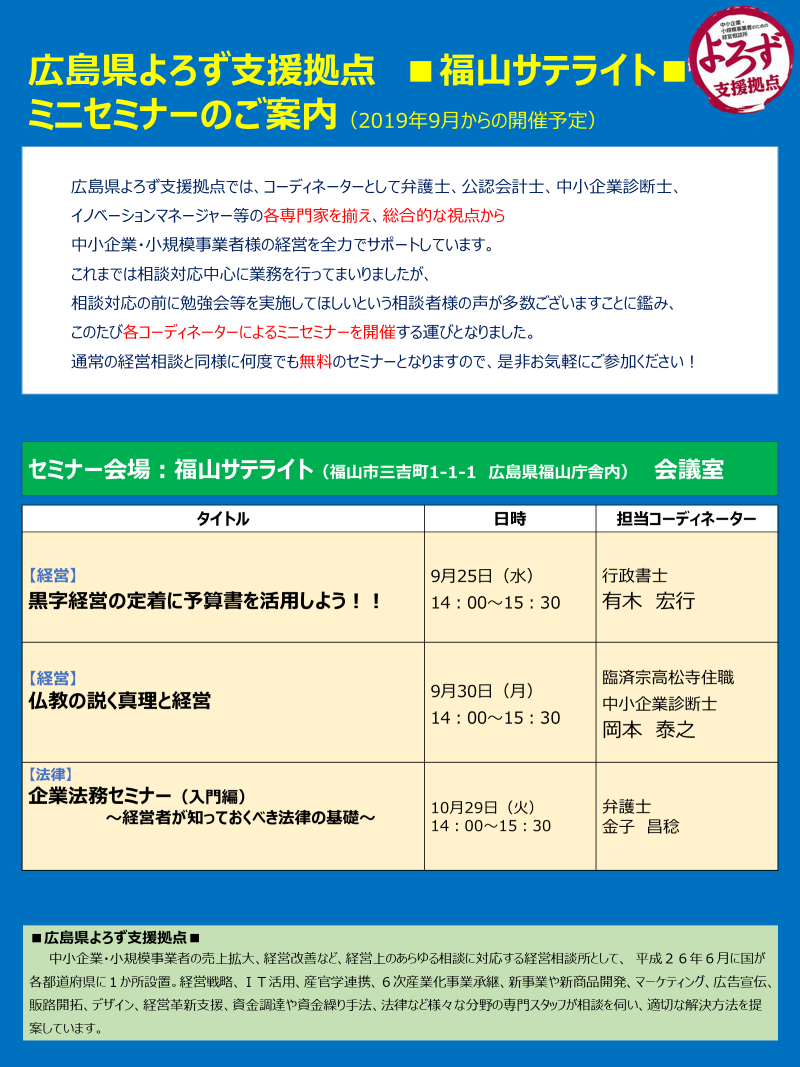 広島県よろず支援拠点　■福山サテライト■
ミニセミナーのご案内（2019年9月からの開催予定）
中小企業・
小規模事業者のための
経営相談所
よろず
支援拠点
広島県よろず支援拠点では、コーディネーターとして弁護士、公認会計士、中小企業診断士、
イノベーションマネージャー等の各専門家を揃え、総合的な視点から
中小企業・小規模事業者様の経営を全力でサポートしています。
これまでは相談対応中心に業務を行ってまいりましたが、
相談対応の前に勉強会等を実施してほしいという相談者様の声が多数ございますことに鑑み、
このたび各コーディネーターによるミニセミナーを開催する運びとなりました。
通常の経営相談と同様に何度でも無料のセミナーとなりますので、是非お気軽にご参加ください！
セミナー会場：福山サテライト（福山市三吉町1-1-1 広島県福山庁舎内）　会議室
タイトル　日時　担当コーディネーター
【経営】
黒字経営の定着に予算書を活用しよう！！
9月25日（水）
14：00～15：30
行政書士
有木　宏行
【経営】
仏教の説く真理と経営
9月30日（月）
14：00～15：30
臨済宗高松寺住職
中小企業診断士
岡本　泰之
【法律】
企業法務セミナー（入門編）
～経営者が知っておくべき法律の基礎～
10月29日（火）
14：00～15：30
弁護士
金子　昌稔
■広島県よろず支援拠点■
中小企業・小規模事業者の売上拡大、経営改善など、経営上のあらゆる相談に対応する経営相談所として、 平成２６年６月に国が
各都道府県に１か所設置。経営戦略、ＩＴ活用、産官学連携、６次産業化事業承継、新事業や新商品開発、マーケティング、広告宣伝、
販路開拓、デザイン、経営革新支援、資金調達や資金繰り手法、法律など様々な分野の専門スタッフが相談を伺い、適切な解決方法を提
案しています。